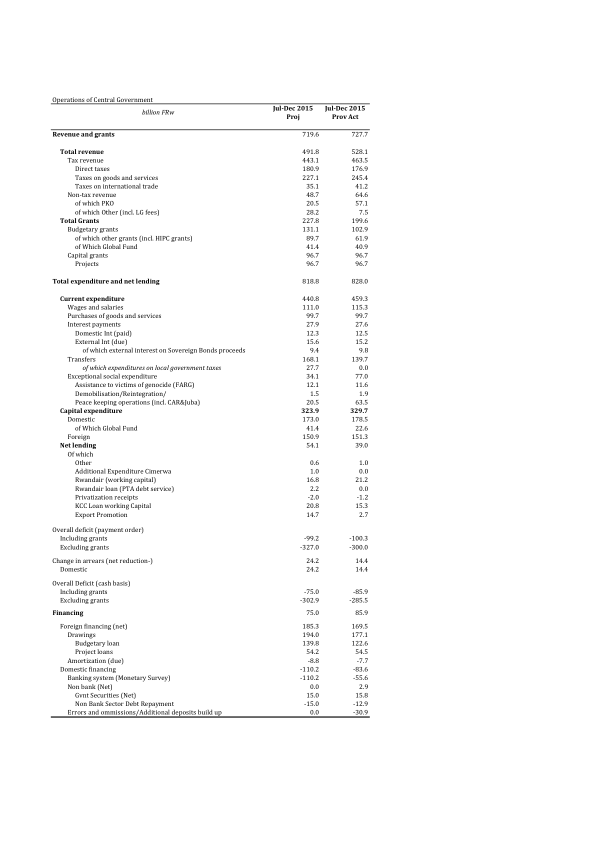 Operations of Central Government
billion FRw Jul-Dec 2015 Proj Jul-Dec 2015 Prov Act
Revenue and grants 719.6 727.7
Total revenue 491.8 528.1
Tax revenue 443.1 463.5
Direct taxes 180.9 176.9
Taxes on goods and services 227.1 245.4
Taxes on international trade 35.1 41.2
Non-tax revenue 48.7 64.6
of which PKO 20.5 57.1
of which Other (incl. LG fees) 28.2 7.5
Total Grants 227.8 199.6
Budgetary grants 131.1 102.9
of which other grants (incl. HIPC grants) 89.7 61.9
of Which Global Fund 41.4 40.9
Capital grants 96.7 96.7
Projects 96.7 96.7
Total expenditure and net lending 818.8 828.0
Current expenditure 440.8 459.3
Wages and salaries 111.0 115.3
Purchases of goods and services 99.7 99.7
Interest payments 27.9 27.6
Domestic Int (paid) 12.3 12.5
External Int (due) 15.6 15.2
of which external interest on Sovereign Bonds proceeds 9.4 9.8
Transfers 168.1 139.7
of which expenditures on local government taxes 27.7 0.0
Exceptional social expenditure 34.1 77.0
Assistance to victims of genocide (FARG) 12.1 11.6
Demobilisation/Reintegration/ 1.5 1.9
Peace keeping operations (incl. CAR&Juba) 20.5 63.5
Capital expenditure 323.9 329.7
Domestic 173.0 178.5
of Which Global Fund 41.4 22.6
Foreign 150.9 151.3
Net lending 54.1 39.0
Of which
Other 0.6 1.0
Additional Expenditure Cimerwa 1.0 0.0
Rwandair (working capital) 16.8 21.2
Rwandair loan (PTA debt service) 2.2 0.0
Privatization receipts -2.0 -1.2
KCC Loan working Capital 20.8 15.3
Export Promotion 14.7 2.7
Overall deficit (payment order)
Including grants -99.2 -100.3
Excluding grants -327.0 -300.0
Change in arrears (net reduction-) 24.2 14.4
Domestic 24.2 14.4
Overall Deficit (cash basis)
Including grants -75.0 -85.9
Excluding grants -302.9 -285.5
Financing 75.0 85.9
Foreign financing (net) 185.3 169.5
Drawings 194.0 177.1
Budgetary loan 139.8 122.6
Project loans 54.2 54.5
Amortization (due) -8.8 -7.7
Domestic financing -110.2 -83.6
Banking system (Monetary Survey) -110.2 -55.6
Non bank (Net) 0.0 2.9
Gvnt Securities (Net) 15.0 15.8
Non Bank Sector Debt Repayment -15.0 -12.9
Errors and ommissions/Additional deposits build up 0.0 -30.9